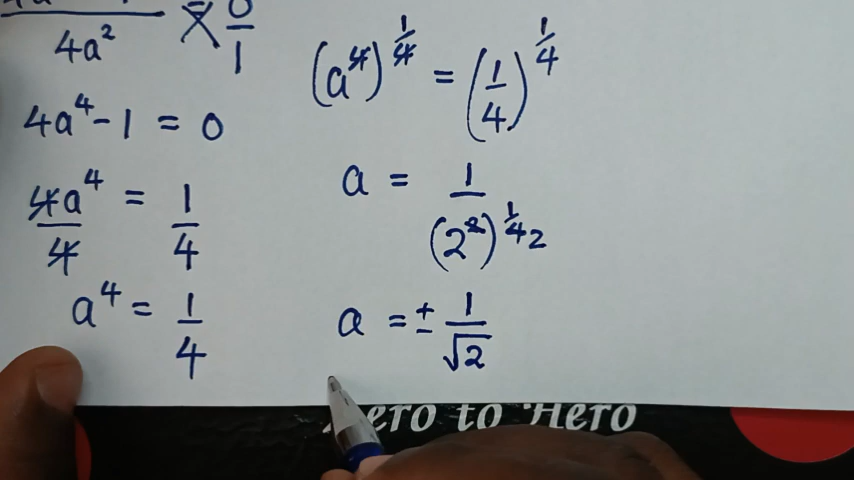 4a² 0/1
4a⁴ - 1 = 0
4a⁴/4 = 1/4
a⁴ = 1/4
(a⁴)^(1/4) = (1/4)^(1/4)
a = 1/(2²)^(1/4 2)
a = ± 1/√2
ero to Hero